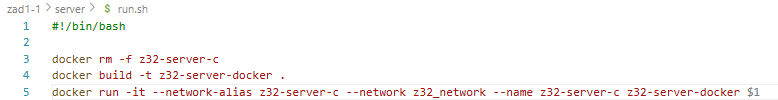 zad1-1 > server > $ run.sh
1 #!/bin/bash
2
3 docker rm -f z32-server-c
4 docker build -t z32-server-docker .
5 docker run -it --network-alias z32-server-c --network z32_network --name z32-server-c z32-server-docker $1